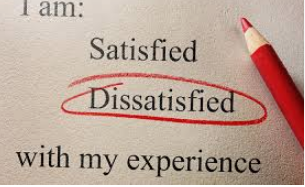 I am:
Satisfied
Dissatisfied
with my experience